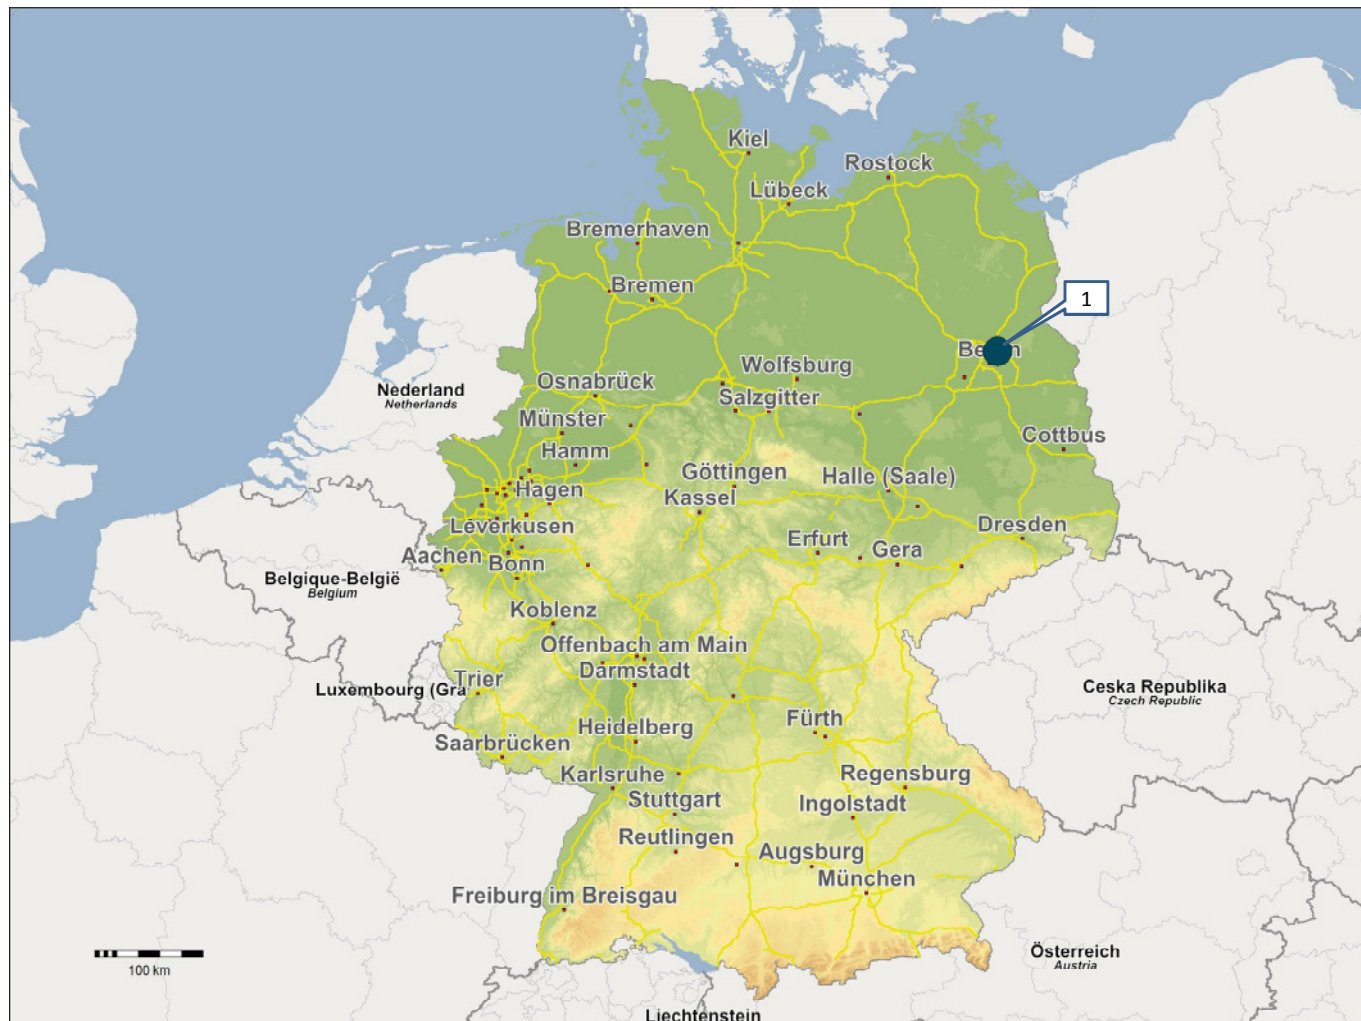 Kiel
Rostock
Lübeck
Bremerhaven
Bremen
1
Wolfsburg
Nederland
Netherlands
Osnabrück
Salzgitter
Münster
Cottbus
Hamm
Göttingen
Halle (Saale)
Hagen
Kassel
Leverkusen
Dresden
Erfurt
Aachen
Gera
Bonn
Belgique-België
Belgium
Koblenz
Offenbach am Main
Darmstadt
Trier
Luxembourg (Gra
Ceska Republika
Czech Republic
Fürth
Heidelberg
Saarbrücken
Karlsruhe
Regensburg
Stuttgart
Ingolstadt
Reutlingen
Augsburg
München
Freiburg im Breisgau
Österreich
Austria
100 km
Liechtenstein